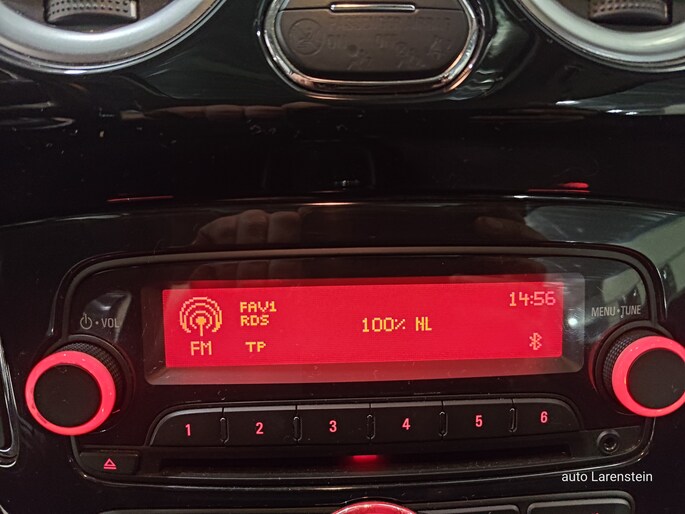 FAV1
14:56
RDS
100% NL
FM
TP
VOL
MENU•TUNE
1 2 3 4 5 6
auto Larenstein